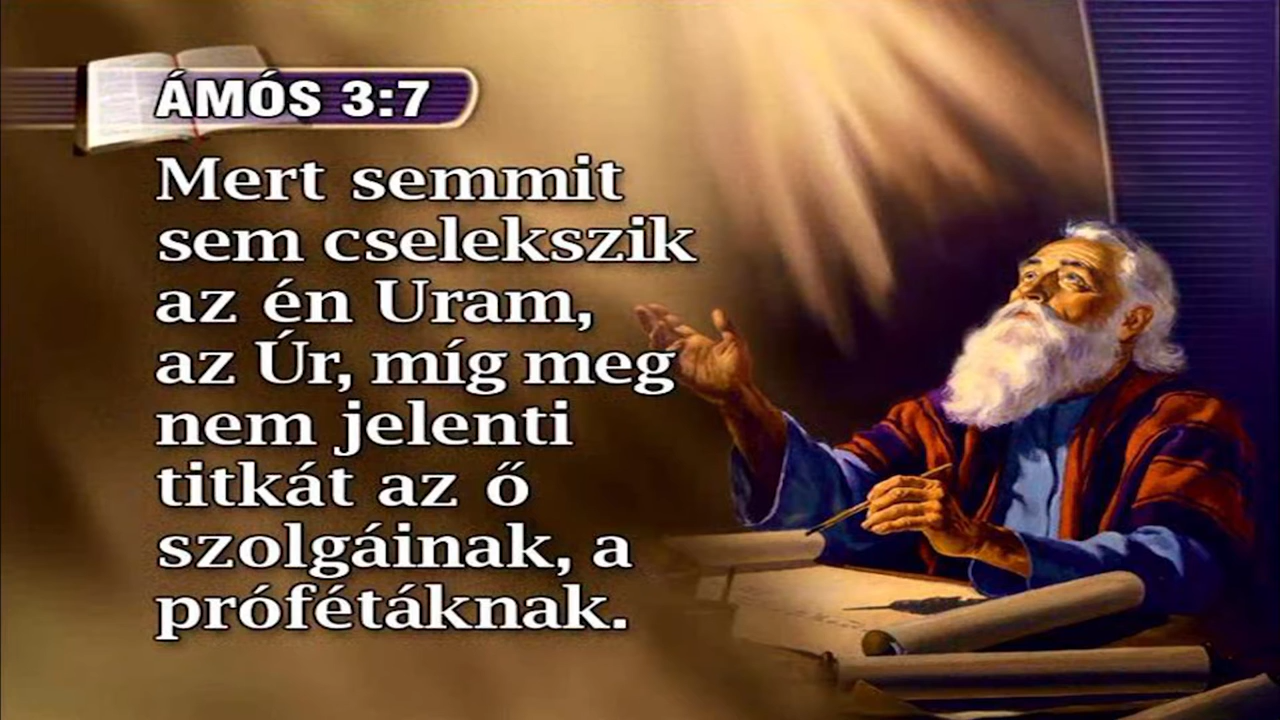 ÁMÓS 3:7
Mert semmit
sem cselekszik
az én Uram,
az Úr, míg meg
nem jelenti
titkát az ő
szolgáinak, a
prófétáknak.